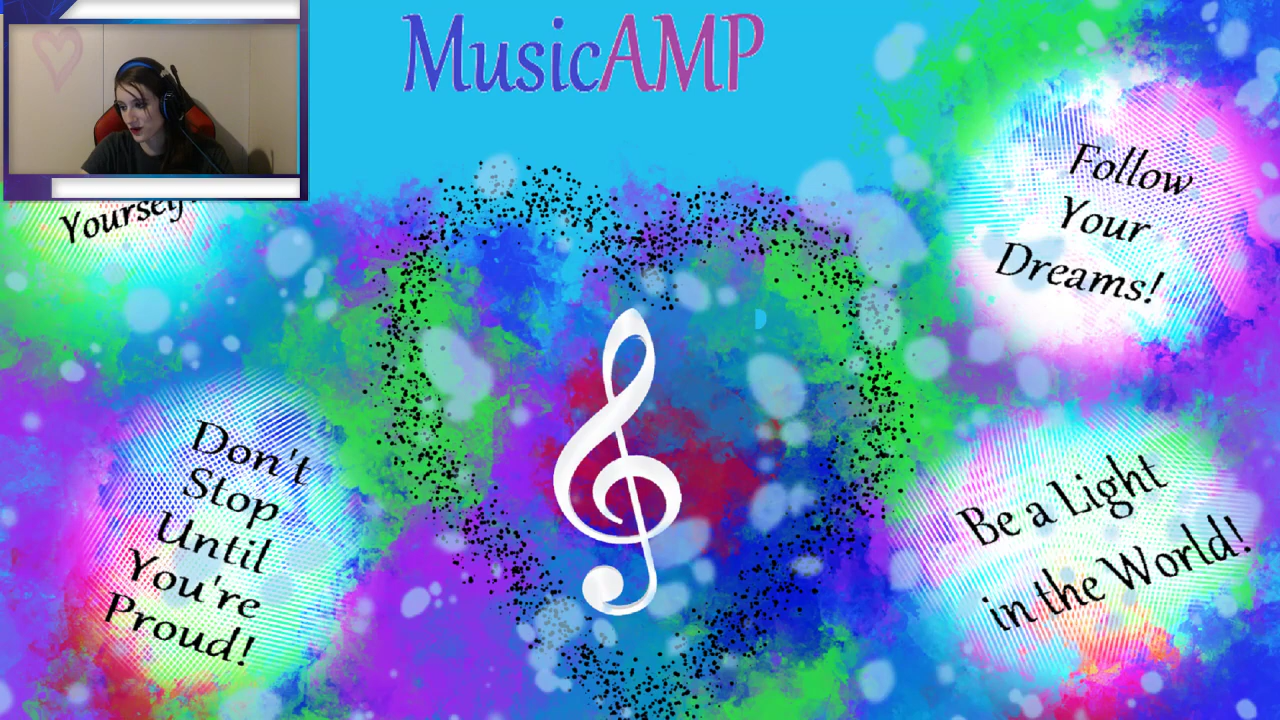 MusicAMP
Follow
Your
Dreams!
Don't
Stop
Until
You're
Proud!
Be a Light
in the World!